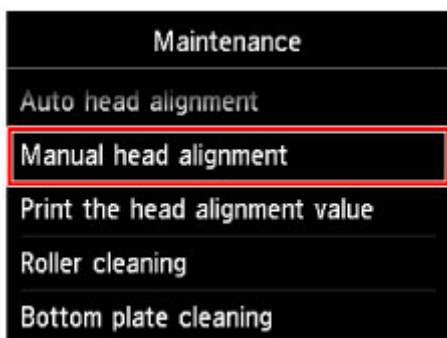 Maintenance
Auto head alignment
Manual head alignment
Print the head alignment value
Roller cleaning
Bottom plate cleaning